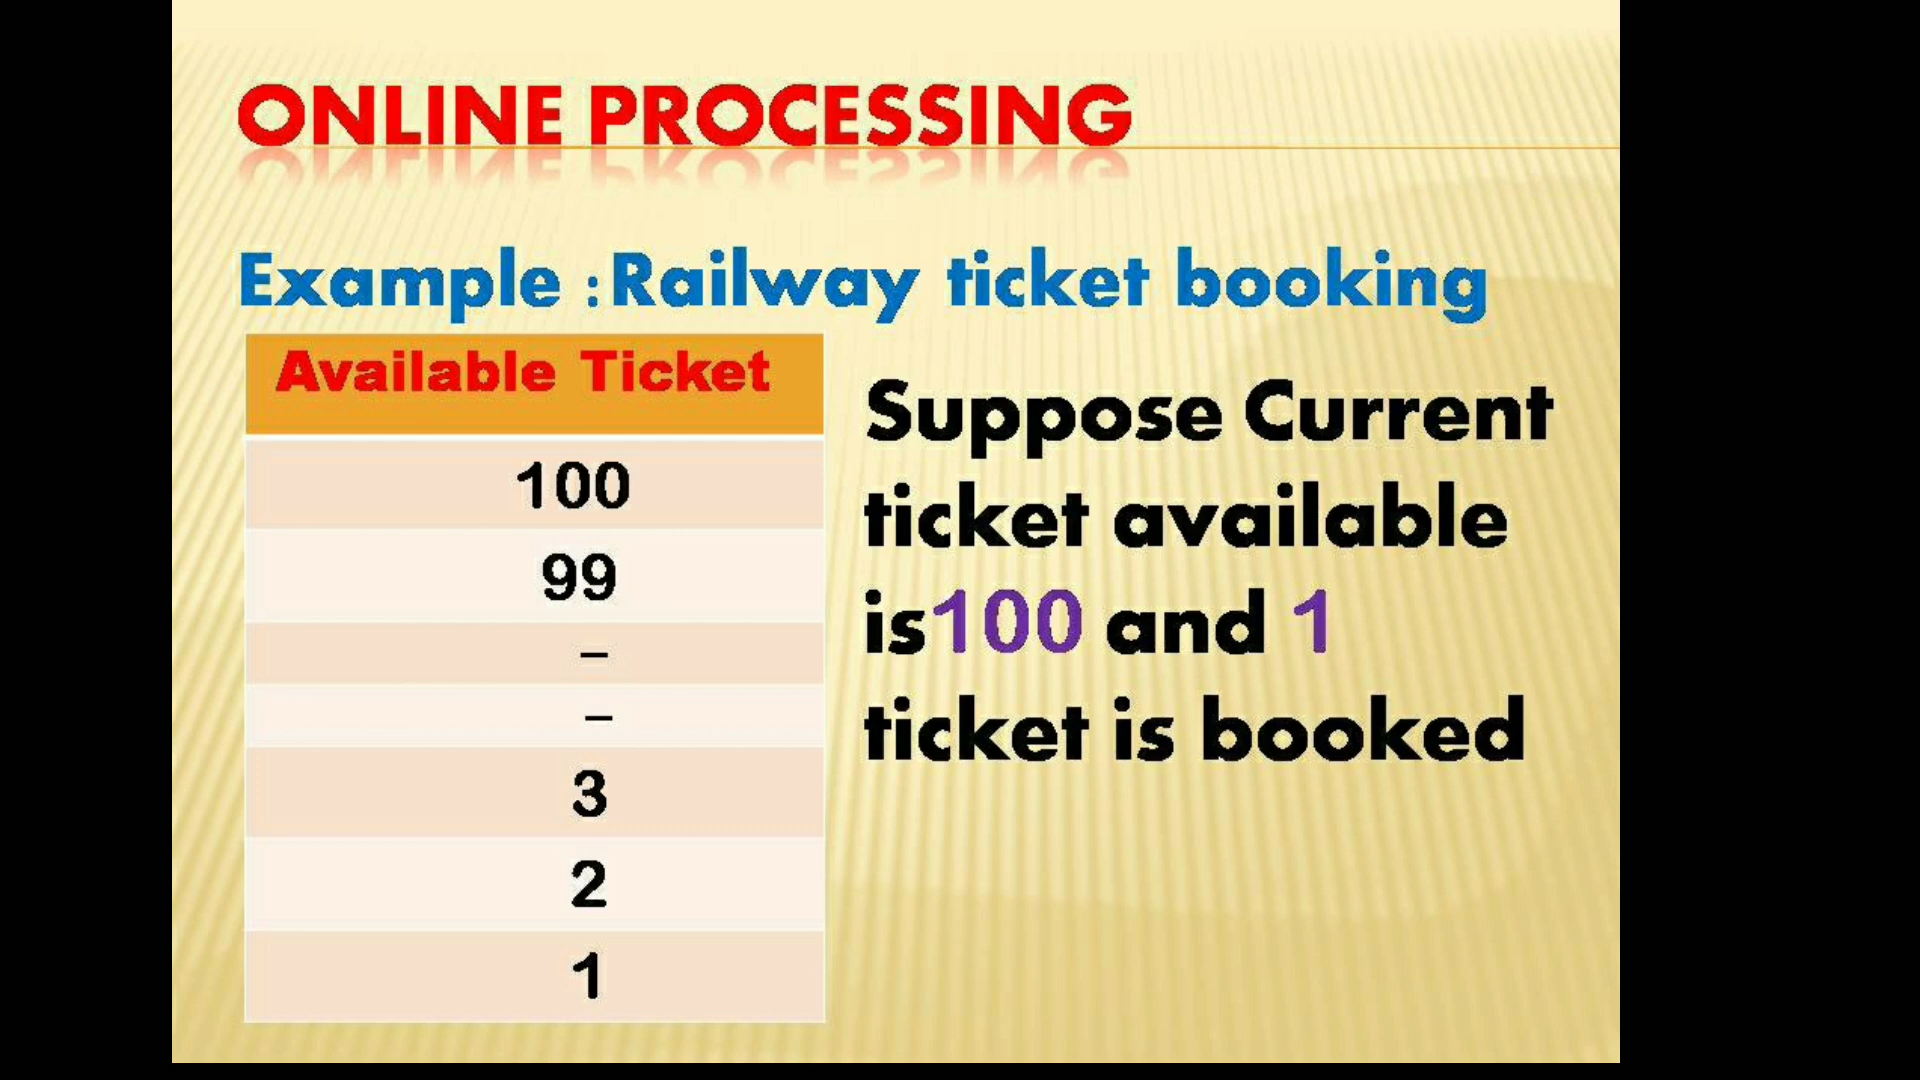 ONLINE PROCESSING
Example :Railway ticket booking
Available Ticket
100
99
–
–
3
2
1
Suppose Current
ticket available
is100 and 1
ticket is booked